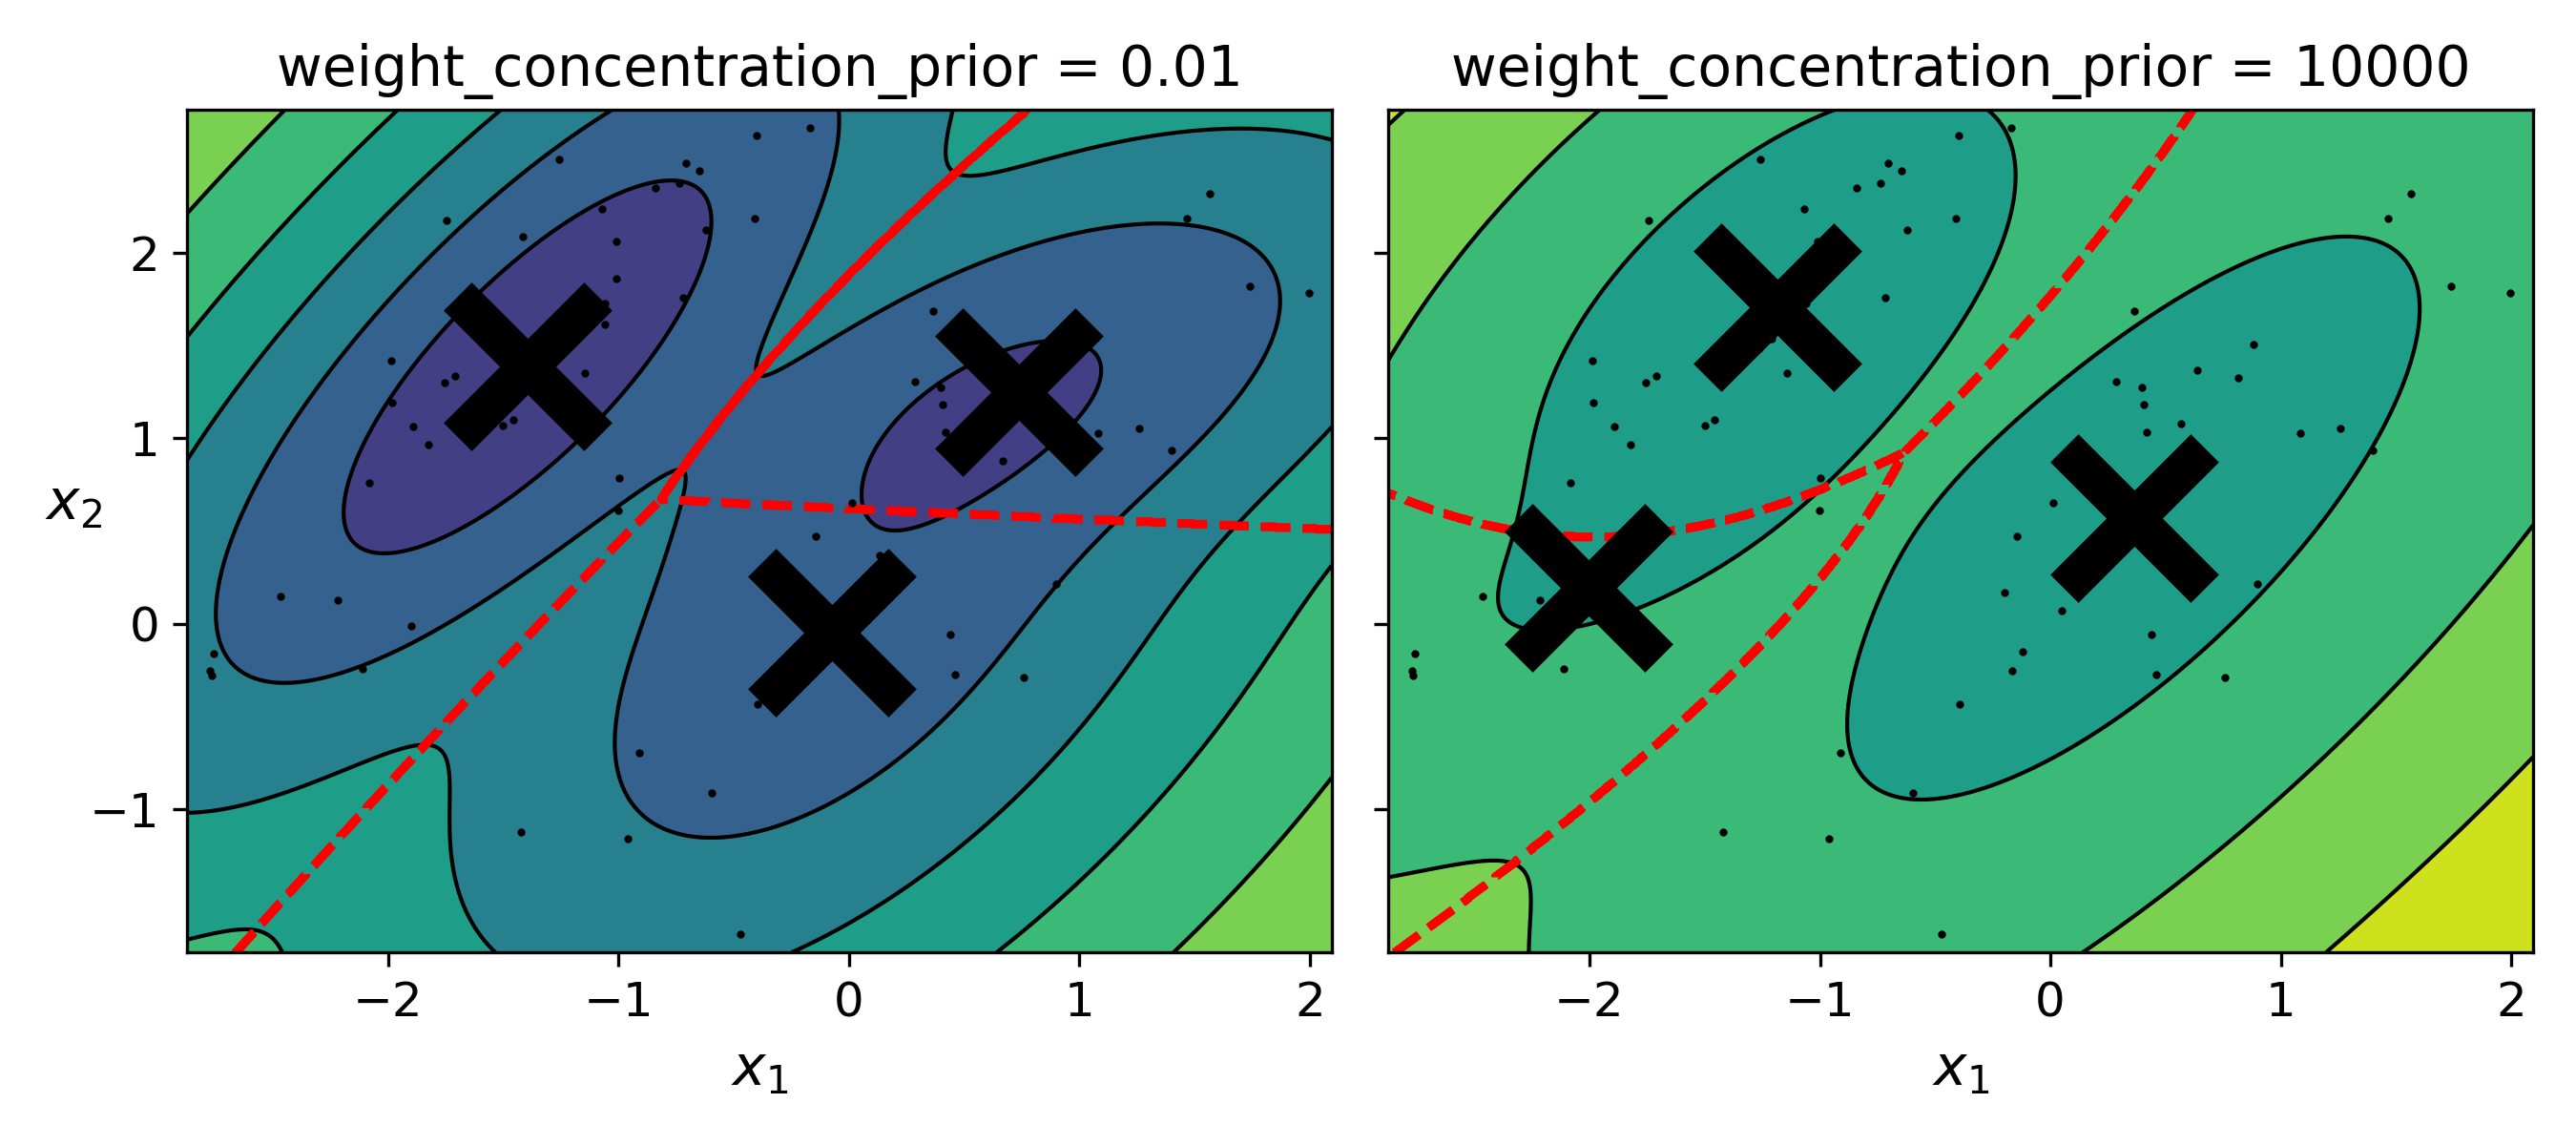 weight_concentration_prior = 0.01
weight_concentration_prior = 10000
x₂
2
1
0
−1
−2 −1 0 1 2
−2 −1 0 1 2
x₁
x₁